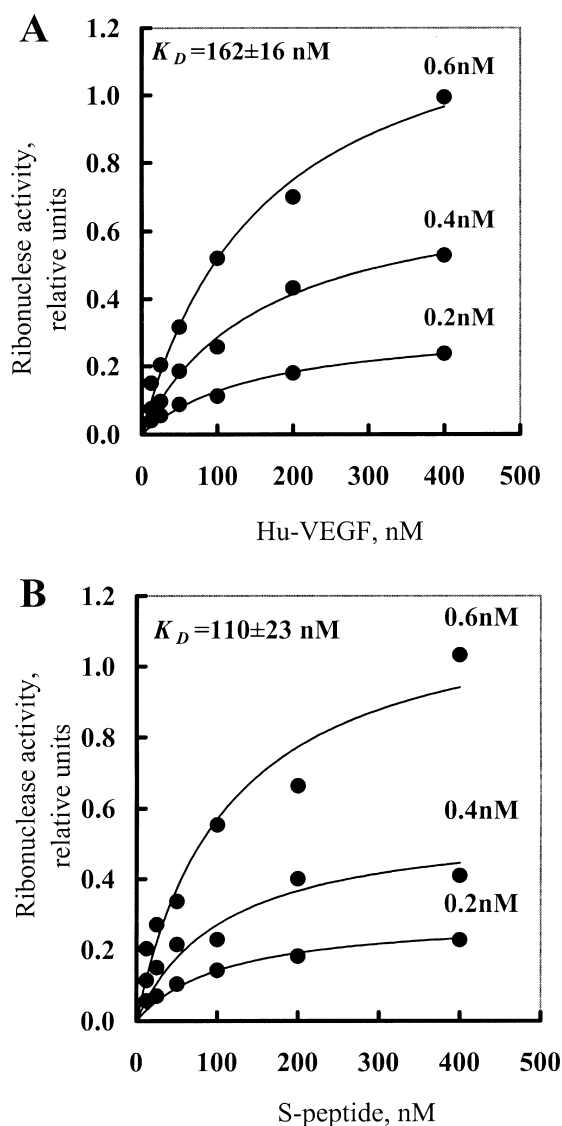 A
K D =162±16 nM
1.2
1.0
0.8
0.6
0.4
0.2
0.0
Ribonuclese activity,
relative units
0.6nM
0.4nM
0.2nM
0 100 200 300 400 500
Hu-VEGF, nM
B
K D =110±23 nM
1.2
1.0
0.8
0.6
0.4
0.2
0.0
Ribonuclease activity,
relative units
0.6nM
0.4nM
0.2nM
0 100 200 300 400 500
S-peptide, nM